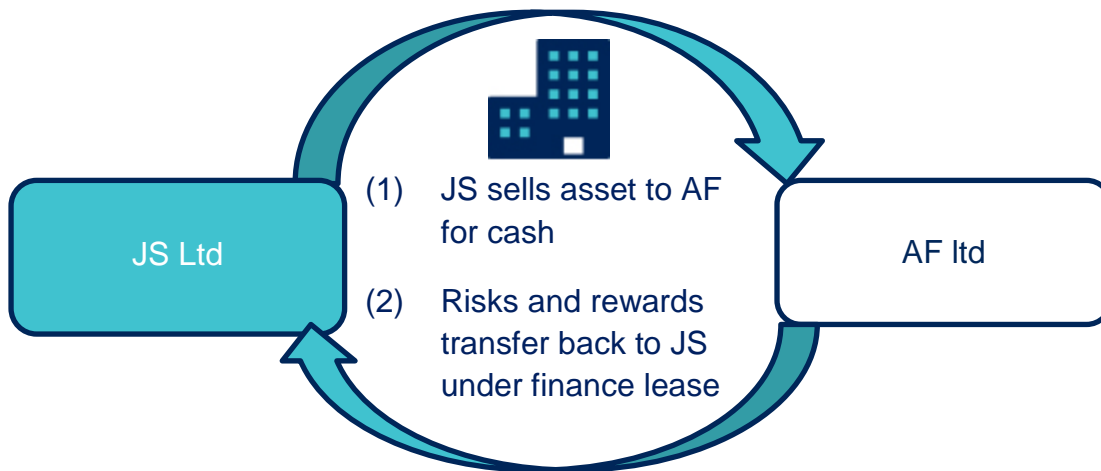 JS Ltd
(1) JS sells asset to AF
for cash
(2) Risks and rewards
transfer back to JS
under finance lease
AF ltd